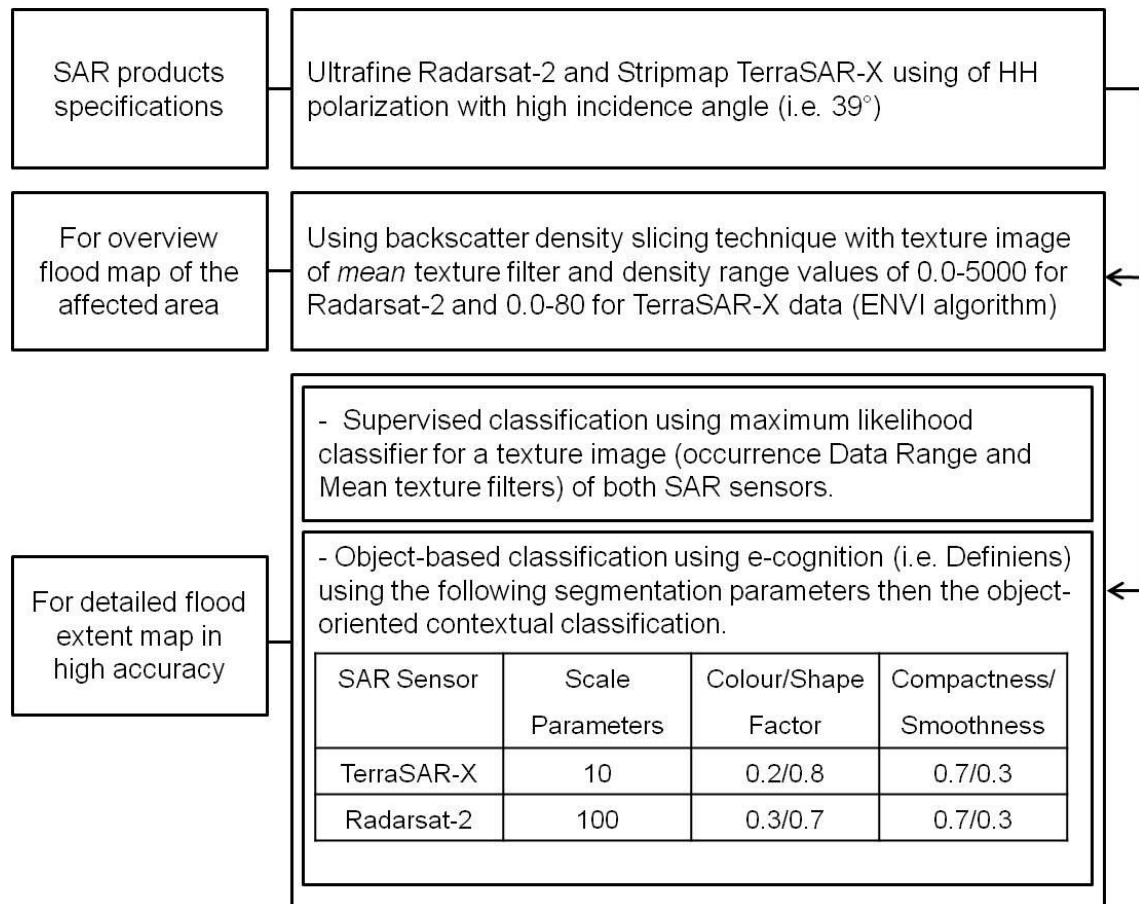 SAR products
specifications
Ultrafine Radarsat-2 and Stripmap TerraSAR-X using of HH
polarization with high incidence angle (i.e. 39°)
For overview
flood map of the
affected area
Using backscatter density slicing technique with texture image
of mean texture filter and density range values of 0.0-5000 for
Radarsat-2 and 0.0-80 for TerraSAR-X data (ENVI algorithm)
For detailed flood
extent map in
high accuracy
- Supervised classification using maximum likelihood
classifier for a texture image (occurrence Data Range and
Mean texture filters) of both SAR sensors.
- Object-based classification using e-cognition (i.e. Definiens)
using the following segmentation parameters then the object-
oriented contextual classification.
SAR Sensor
Scale
Parameters
Colour/Shape
Factor
Compactness/
Smoothness
TerraSAR-X 10 0.2/0.8 0.7/0.3
Radarsat-2 100 0.3/0.7 0.7/0.3